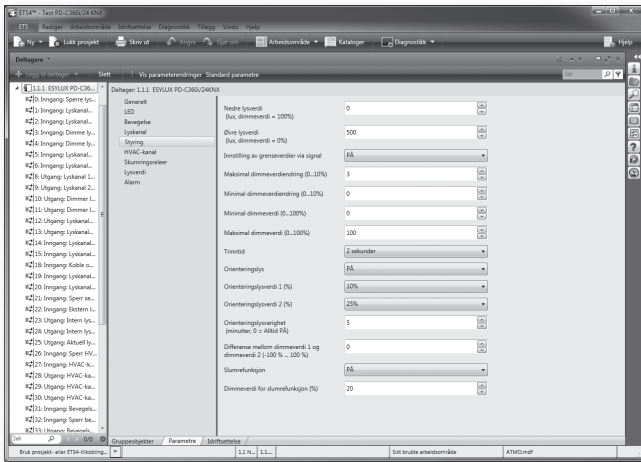 ETS4™ - Test PD-C360i/24 KNX
ETS Rediger Arbeidsområde Idriftsettelse Diagnostikk Tillegg Vindu Hjelp
Ny Lukk prosjekt Skriv ut Angre Gjør om Arbeidsområde Kataloger Diagnostikk Hjelp
Deltagere
Legg til deltager Slett Vis parameterendringer Standard parametre Søk
1.1.1 ESYLUX PD-C36...
0: Inngang: Sperre lys...
1: Inngang: Lyskanal...
2: Inngang: Lyskanal...
3: Inngang: Dimme ly...
4: Inngang: Dimme ly...
5: Inngang: Lyskanal...
6: Inngang: Lyskanal...
8: Utgang: Lyskanal 1...
9: Utgang: Lyskanal 2...
10: Utgang: Dimmer l...
11: Utgang: Dimmer l...
12: Utgang: Lyskanal...
13: Utgang: Lyskanal...
14: Inngang: Lyskanal...
15: Inngang: Lyskanal...
18: Inngang: Koble o...
19: Inngang: Lyskanal...
20: Inngang: Lyskanal...
21: Inngang: Sperr se...
22: Inngang: Ekstern l...
23: Utgang: Intern lys...
24: Utgang: Intern lys...
25: Utgang: Aktuell ly...
26: Inngang: Sperr HV...
27: Inngang: HVAC-k...
28: Utgang: HVAC-ka...
29: Utgang: HVAC-ka...
30: Utgang: HVAC-ka...
31: Inngang: Bevegels...
32: Inngang: Sperr be...
33: Utgang: Bevegels...
Søk 0/0
Deltager: 1.1.1 ESYLUX PD-C360i/24KNX
Generelt
LED
Bevegelse
Lyskanal
Styring
HVAC-kanal
Skumringsreleer
Lysverdi
Alarm
Nedre lysverdi 0
(lux, dimmeverdi = 100%)
Øvre lysverdi 500
(lux, dimmeverdi = 0%)
Innstilling av grenseverdier via signal PÅ
Maksimal dimmeverdiendring (0...10%) 3
Minimal dimmeverdiendring (0...10%) 0
Minimal dimmeverdi (0...100%) 0
Maksimal dimmeverdi (0...100%) 100
Trinntid 2 sekunder
Orienteringslys PÅ
Orienteringslysverdi 1 (%) 10%
Orienteringslysverdi 2 (%) 25%
Orienteringslysvarighet 5
(minutter, 0 = Alltid PÅ)
Differanse mellom dimmeverdi 1 og 0
dimmeverdi 2 (-100 % ... 100 %)
Slumrefunksjon PÅ
Dimmeverdi for slumrefunksjon (%) 20
Gruppeobjekter Parametre Idriftsettelse
Bruk prosjekt- eller ETS4-tilkobling... 1.1 N... 1.1... Sist brukte arbeidsområde ATMO.mdf